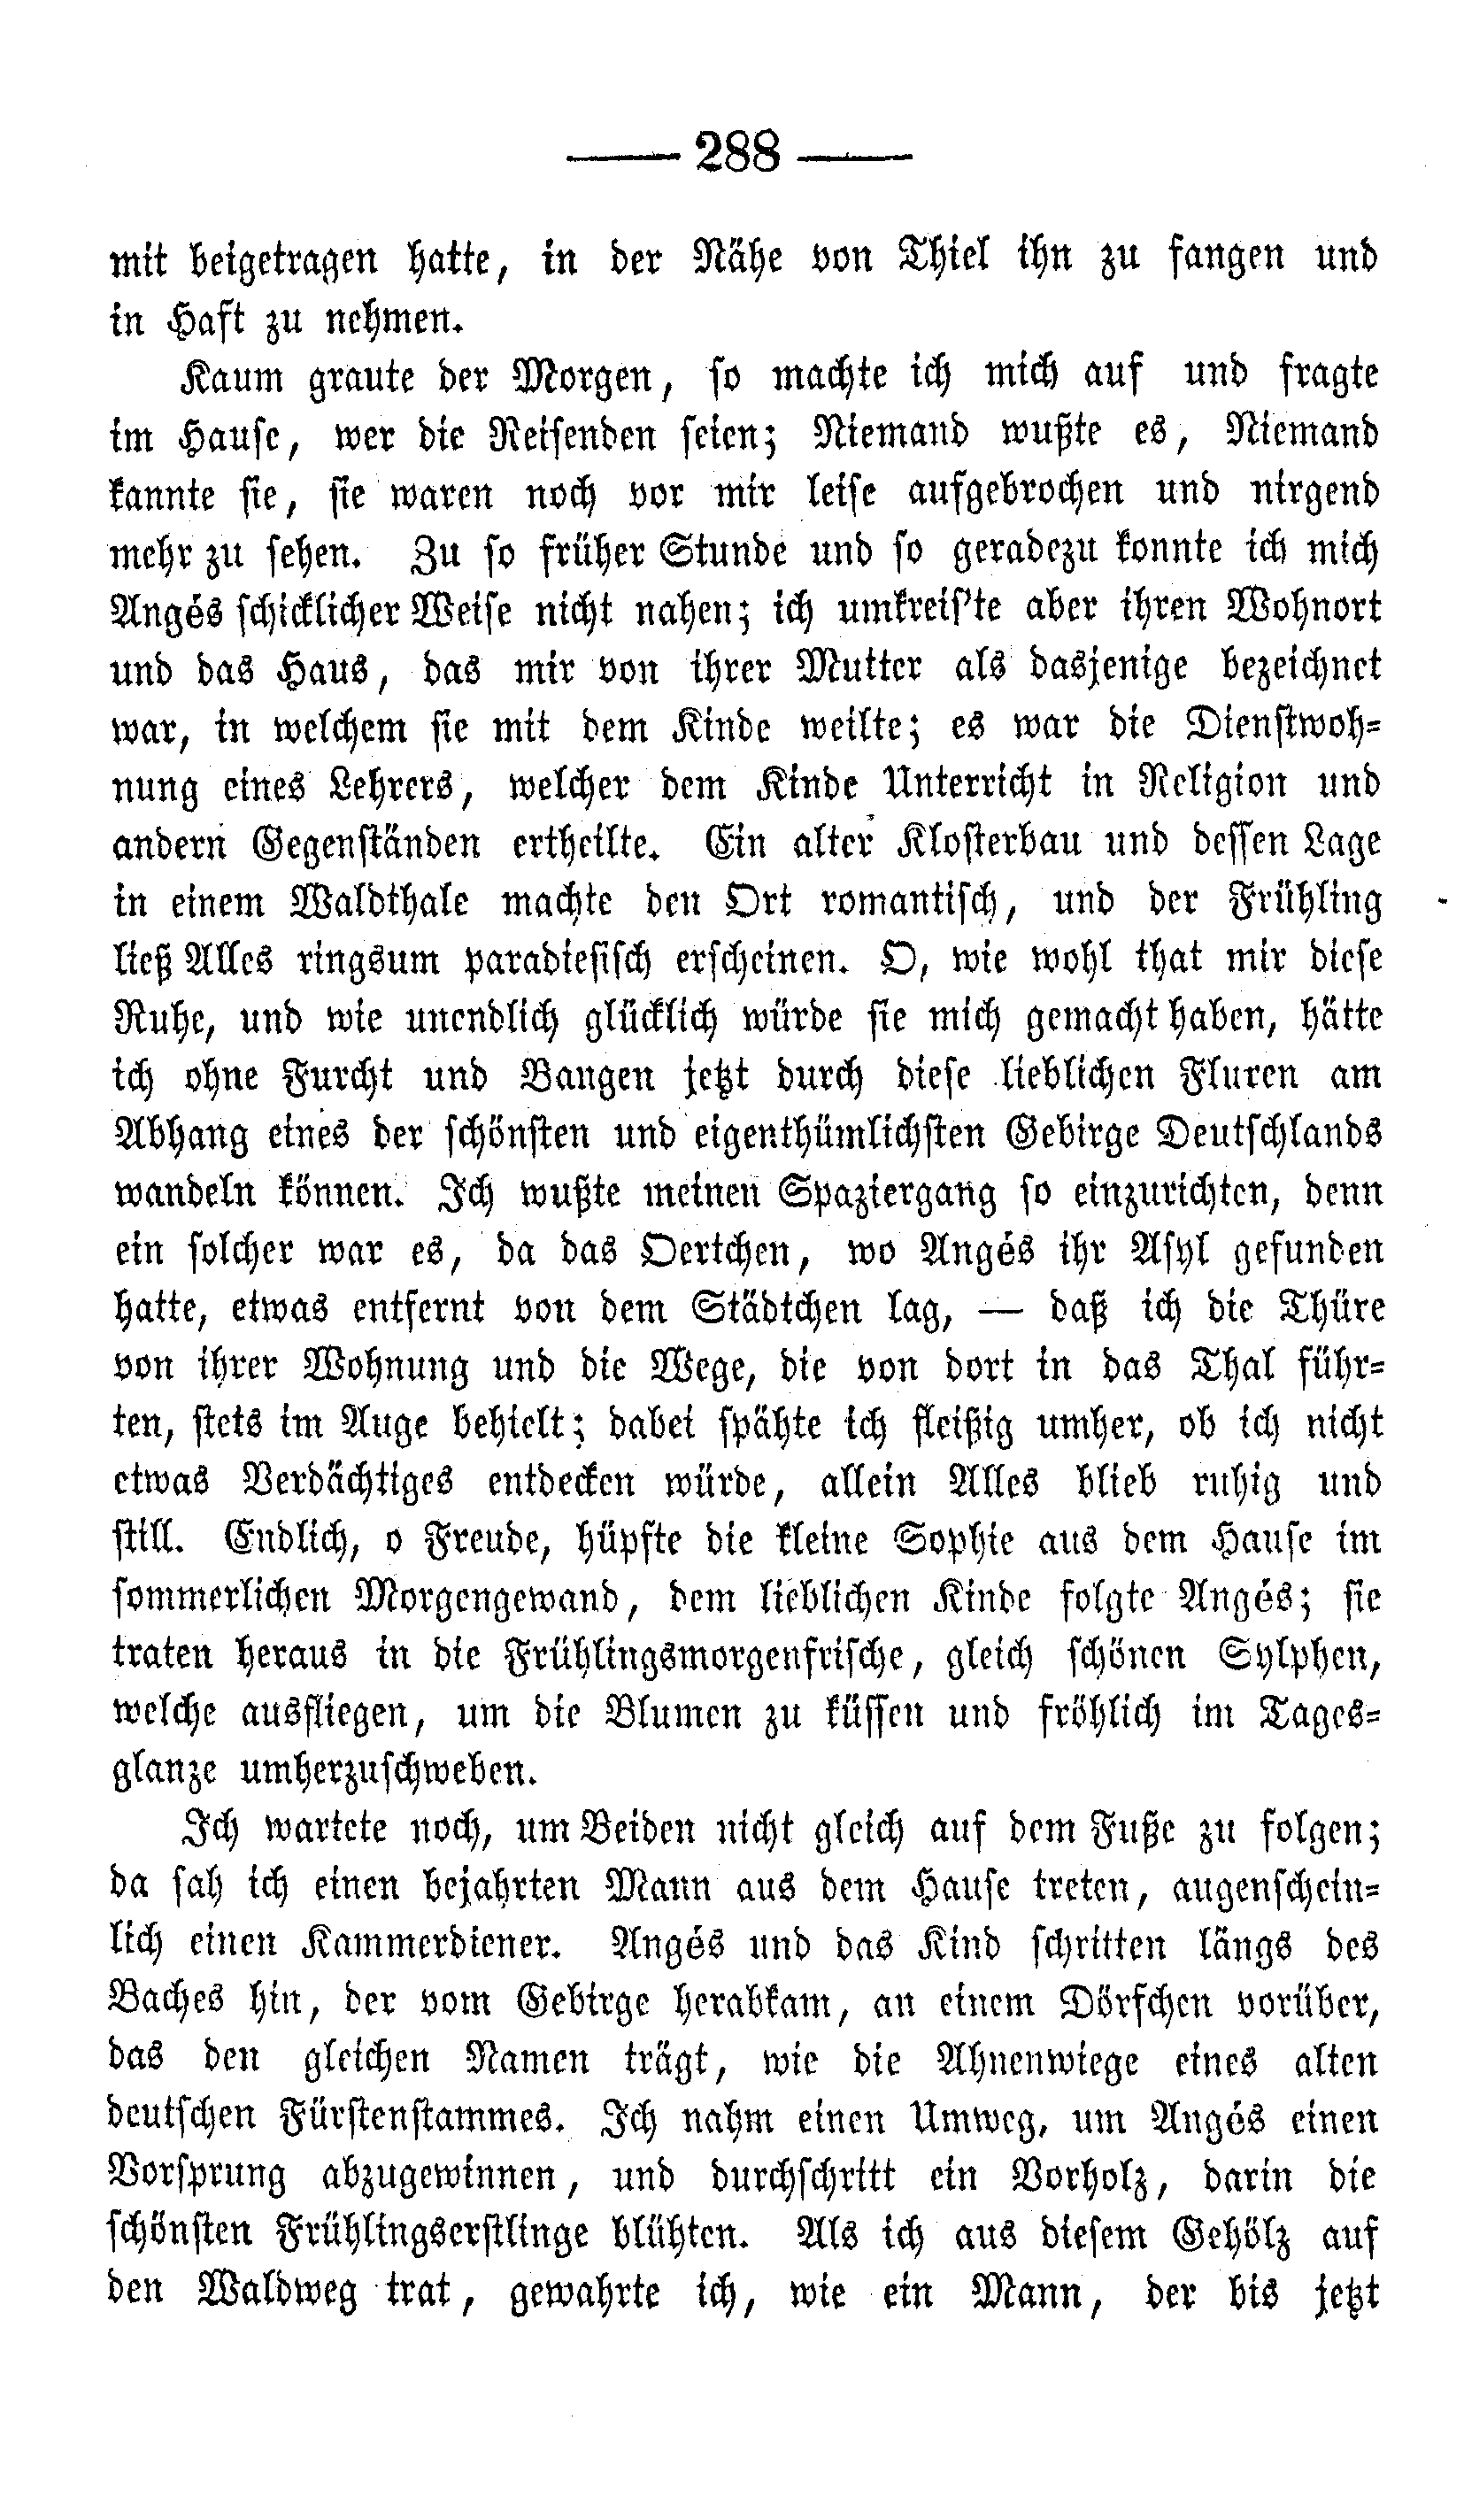 —— 288 ——
mit beigetragen hatte, in der Nähe von Thiel ihn zu fangen und
in Haft zu nehmen.
Kaum graute der Morgen, so machte ich mich auf und fragte
im Hause, wer die Reisenden seien; Niemand wußte es, Niemand
kannte sie, sie waren noch vor mir leise aufgebrochen und nirgend
mehr zu sehen. Zu so früher Stunde und so geradezu konnte ich mich
Angés schicklicher Weise nicht nahen; ich umkreis'te aber ihren Wohnort
und das Haus, das mir von ihrer Mutter als dasjenige bezeichnet
war, in welchem sie mit dem Kinde weilte; es war die Dienstwoh=
nung eines Lehrers, welcher dem Kinde Unterricht in Religion und
andern Gegenständen ertheilte. Ein alter Klosterbau und dessen Lage
in einem Waldthale machte den Ort romantisch, und der Frühling
ließ Alles ringsum paradiesisch erscheinen. O, wie wohl that mir diese
Ruhe, und wie unendlich glücklich würde sie mich gemacht haben, hätte
ich ohne Furcht und Bangen jetzt durch diese lieblichen Fluren am
Abhang eines der schönsten und eigenthümlichsten Gebirge Deutschlands
wandeln können. Ich wußte meinen Spaziergang so einzurichten, denn
ein solcher war es, da das Oertchen, wo Angés ihr Asyl gefunden
hatte, etwas entfernt von dem Städtchen lag, — daß ich die Thüre
von ihrer Wohnung und die Wege, die von dort in das Thal führ=
ten, stets im Auge behielt; dabei spähte ich fleißig umher, ob ich nicht
etwas Verdächtiges entdecken würde, allein Alles blieb ruhig und
still. Endlich, o Freude, hüpfte die kleine Sophie aus dem Hause im
sommerlichen Morgengewand, dem lieblichen Kinde folgte Angés; sie
traten heraus in die Frühlingsmorgenfrische, gleich schönen Sylphen,
welche ausfliegen, um die Blumen zu küssen und fröhlich im Tages=
glanze umherzuschweben.
Ich wartete noch, um Beiden nicht gleich auf dem Fuße zu folgen;
da sah ich einen bejahrten Mann aus dem Hause treten, augenschein=
lich einen Kammerdiener. Angés und das Kind schritten längs des
Baches hin, der vom Gebirge herabkam, an einem Dörfchen vorüber,
das den gleichen Namen trägt, wie die Ahnenwiege eines alten
deutschen Fürstenstammes. Ich nahm einen Umweg, um Angés einen
Vorsprung abzugewinnen, und durchschritt ein Vorholz, darin die
schönsten Frühlingserstlinge blühten. Als ich aus diesem Gehölz auf
den Waldweg trat, gewahrte ich, wie ein Mann, der bis jetzt